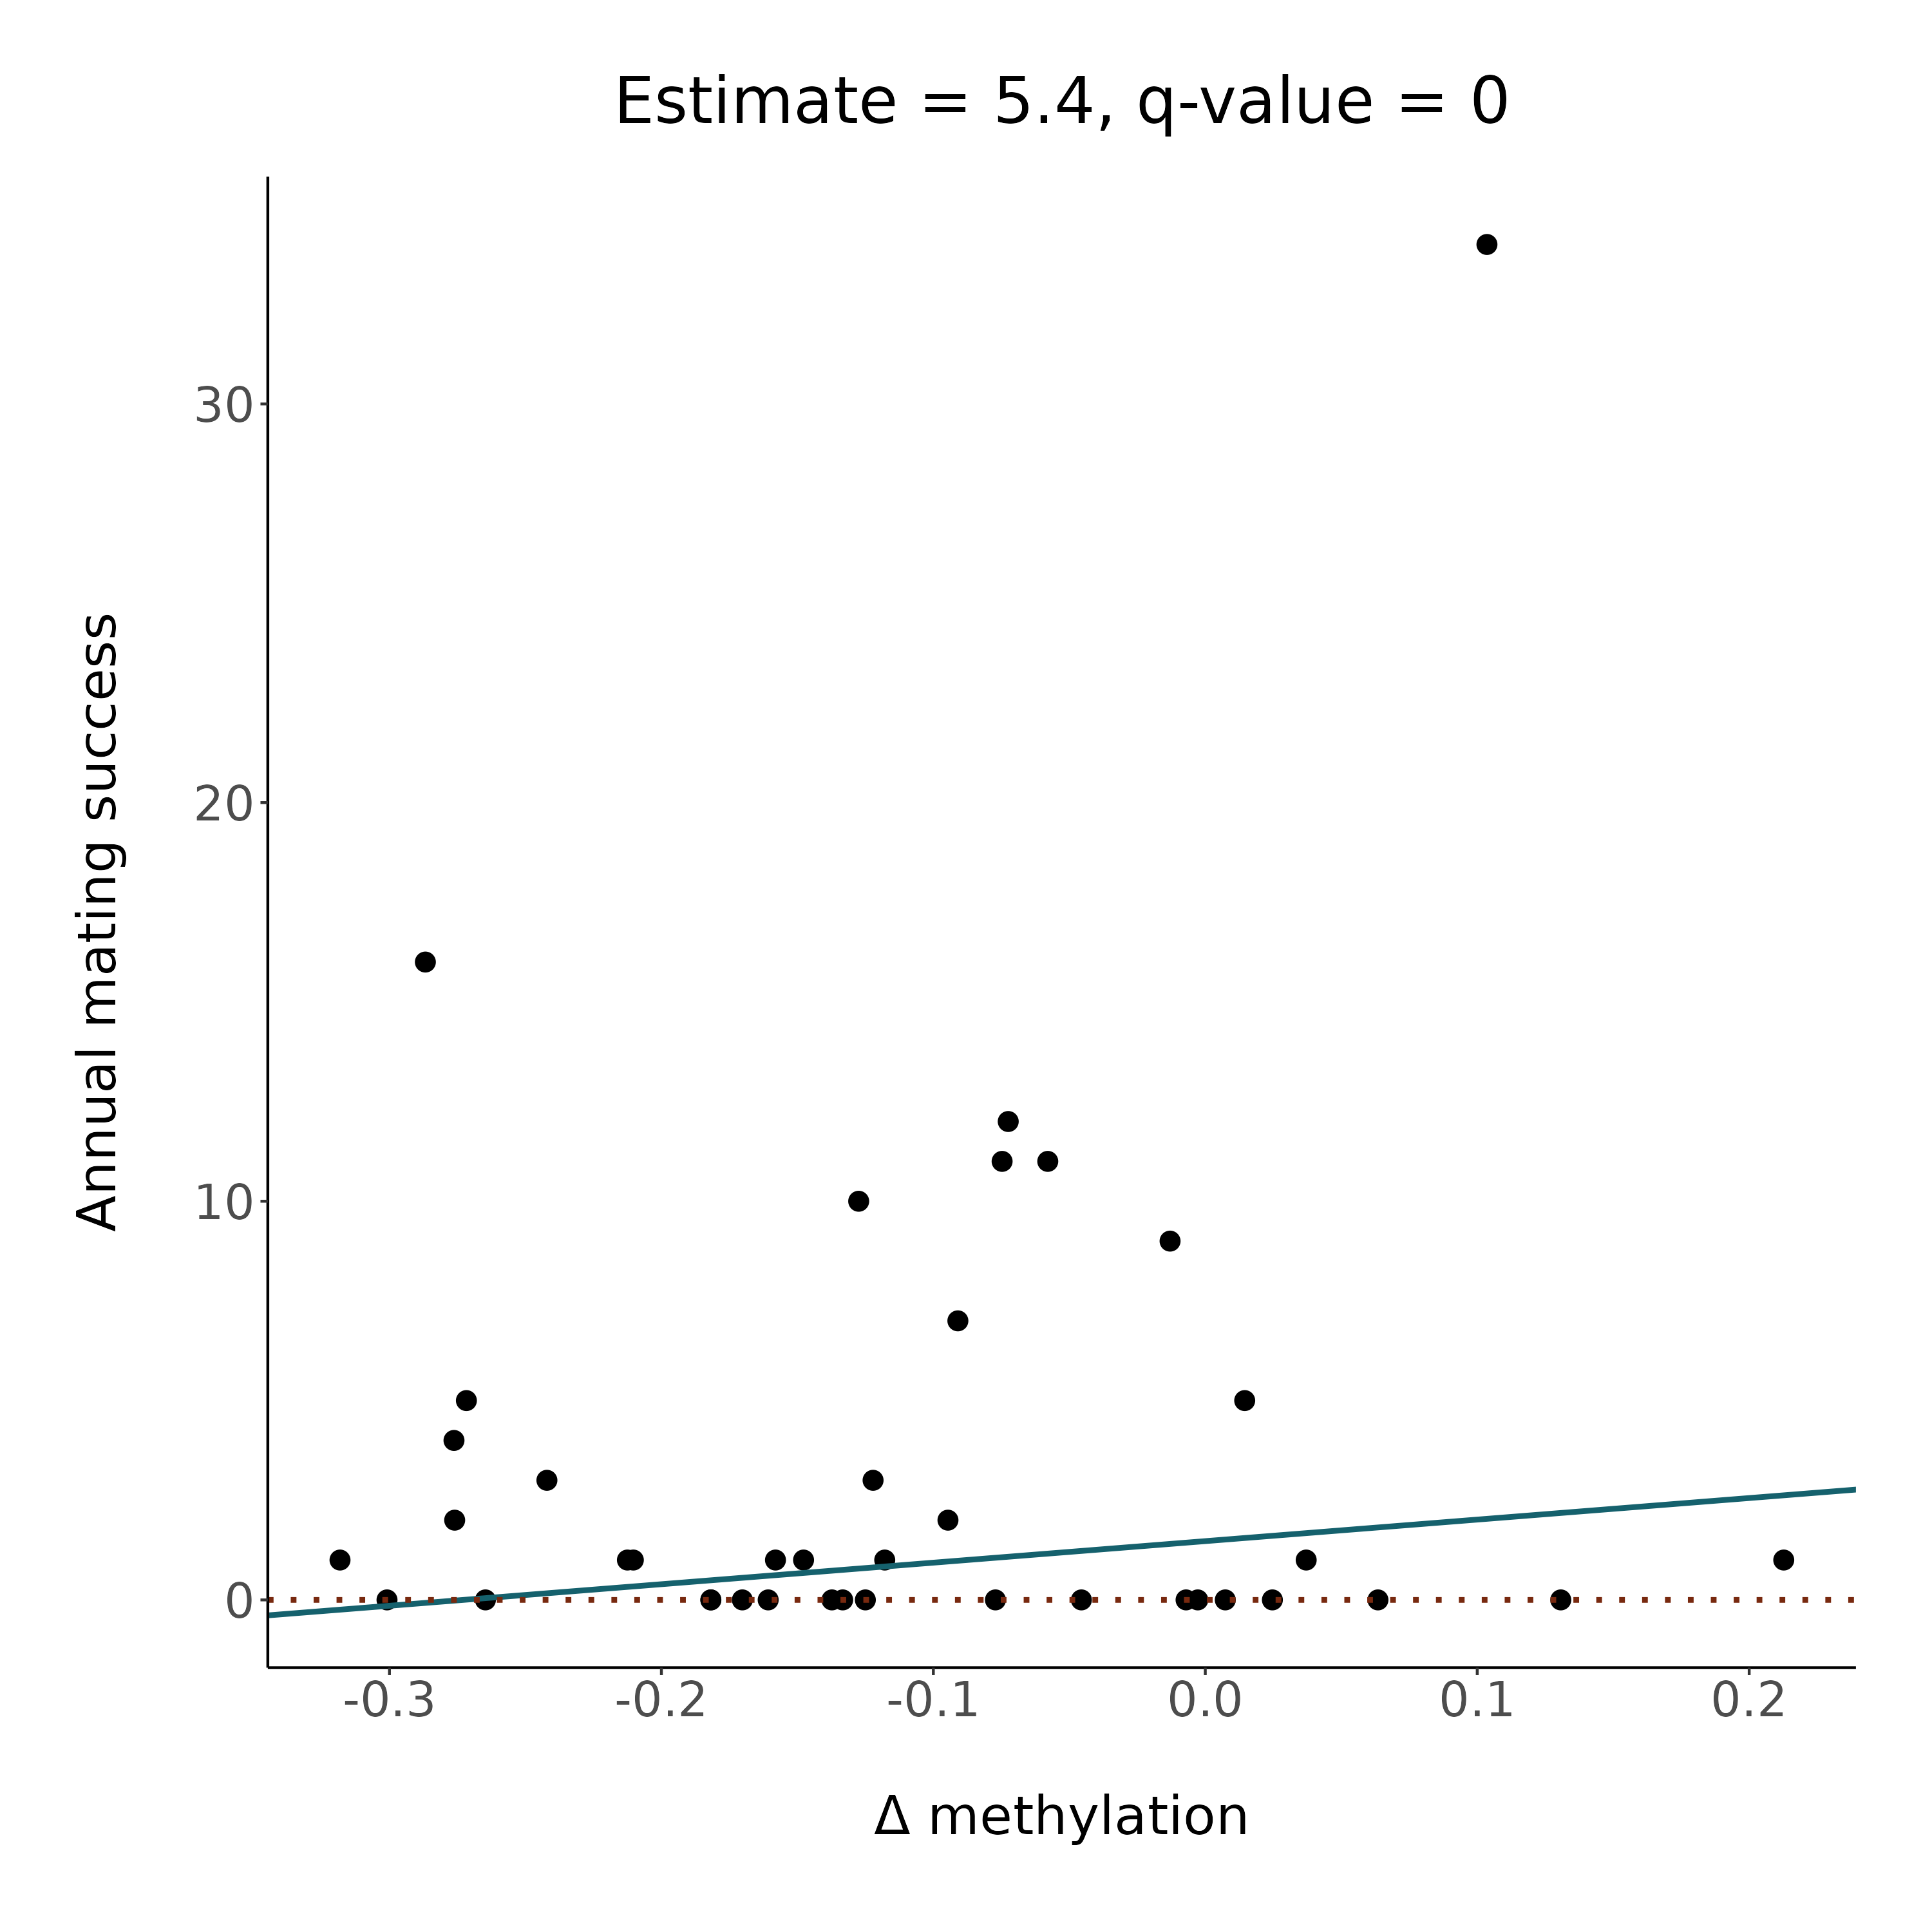 Estimate = 5.4, q-value = 0
Annual mating success
30
20
10
0
-0.3 -0.2 -0.1 0.0 0.1 0.2
Δ methylation